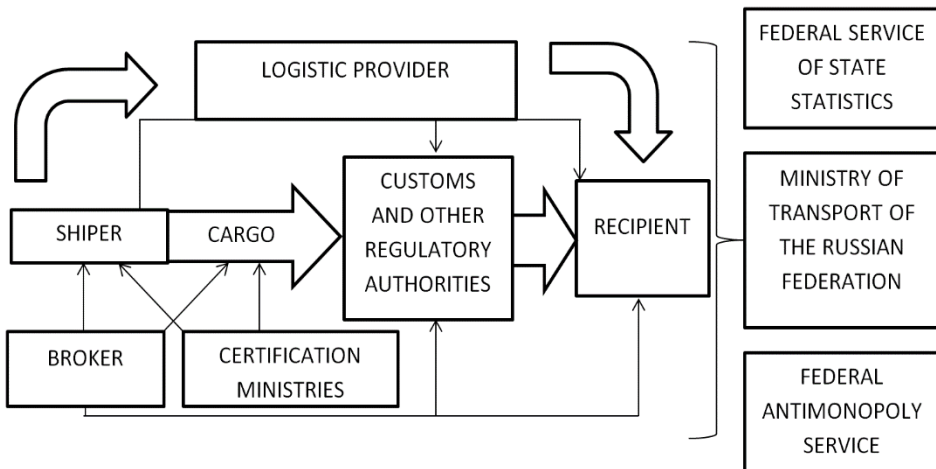 LOGISTIC PROVIDER
FEDERAL SERVICE
OF STATE
STATISTICS
SHIPER
CARGO
CUSTOMS
AND OTHER
REGULATORY
AUTHORITIES
RECIPIENT
MINISTRY OF
TRANSPORT OF
THE RUSSIAN
FEDERATION
BROKER
CERTIFICATION
MINISTRIES
FEDERAL
ANTIMONOPOLY
SERVICE